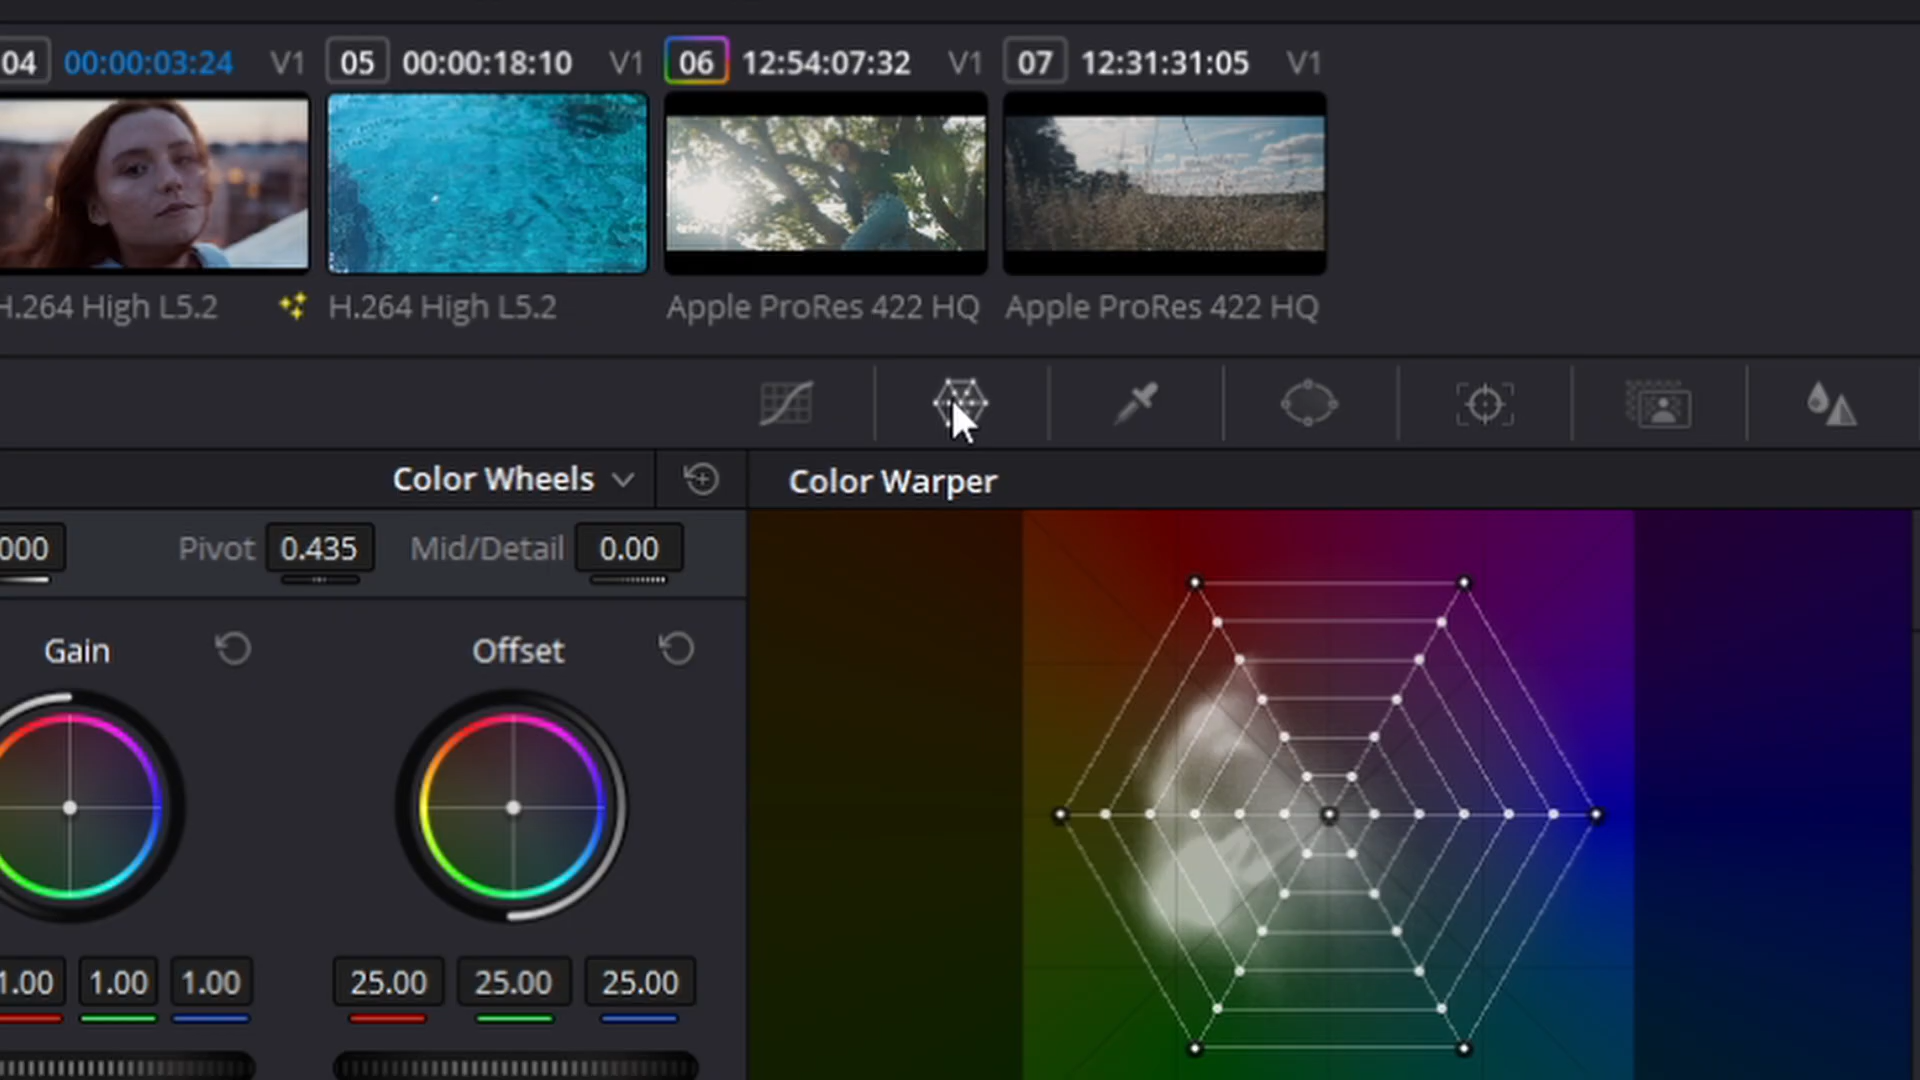 04 00:00:03:24 V1 05 00:00:18:10 V1 06 12:54:07:32 V1 07 12:31:31:05 V1
H.264 High L5.2 H.264 High L5.2 Apple ProRes 422 HQ Apple ProRes 422 HQ
Color Wheels Color Warper
000 Pivot 0.435 Mid/Detail 0.00
Gain Offset
1.00 1.00 1.00 25.00 25.00 25.00